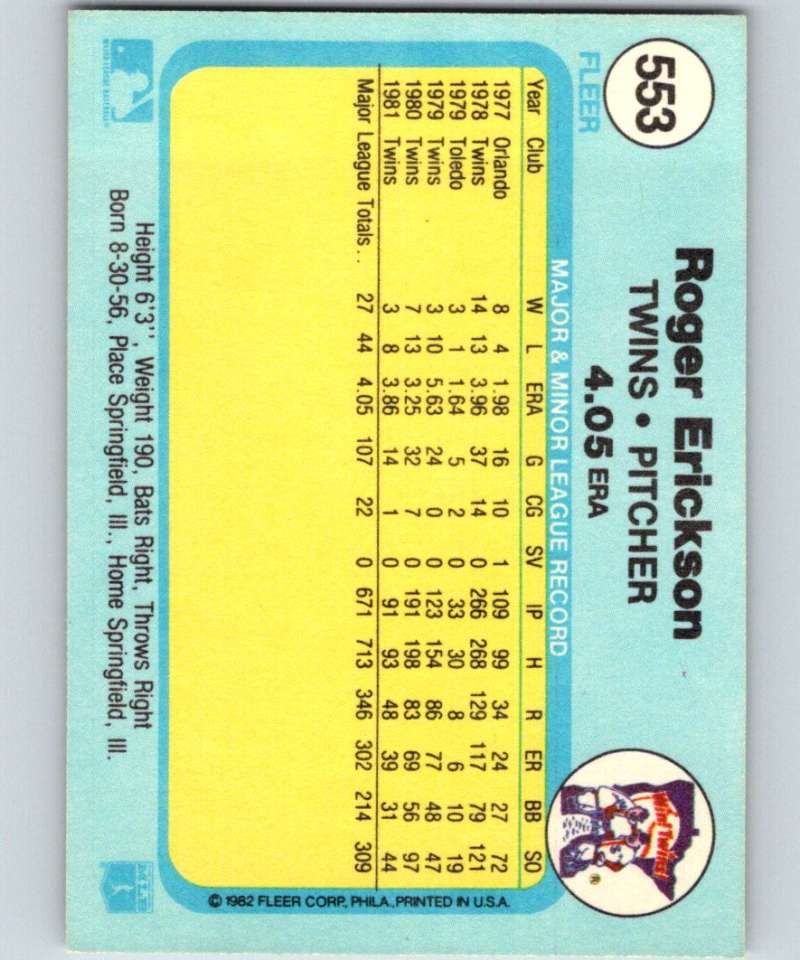 553
FLEER
Roger Erickson
TWINS • PITCHER
4.05 ERA
Win! Twins!
®
MAJOR & MINOR LEAGUE RECORD
Year Club W L ERA G CG SV IP H R ER BB SO
1977 Orlando 8 4 1.98 16 10 1 109 99 34 24 27 72
1978 Twins 14 13 3.96 37 14 0 266 268 129 117 79 121
1979 Toledo 3 1 1.64 5 2 0 33 30 8 6 10 19
1979 Twins 3 10 5.63 24 0 0 123 154 86 77 48 47
1980 Twins 7 13 3.25 32 7 0 191 198 83 69 56 97
1981 Twins 3 8 3.86 14 1 0 91 93 48 39 31 44
Major League Totals . . 27 44 4.05 107 22 0 671 713 346 302 214 309
© 1982 FLEER CORP., PHILA., PRINTED IN U.S.A.
Height 6'3'', Weight 190, Bats Right, Throws Right
Born 8-30-56, Place Springfield, Ill., Home Springfield, Ill.